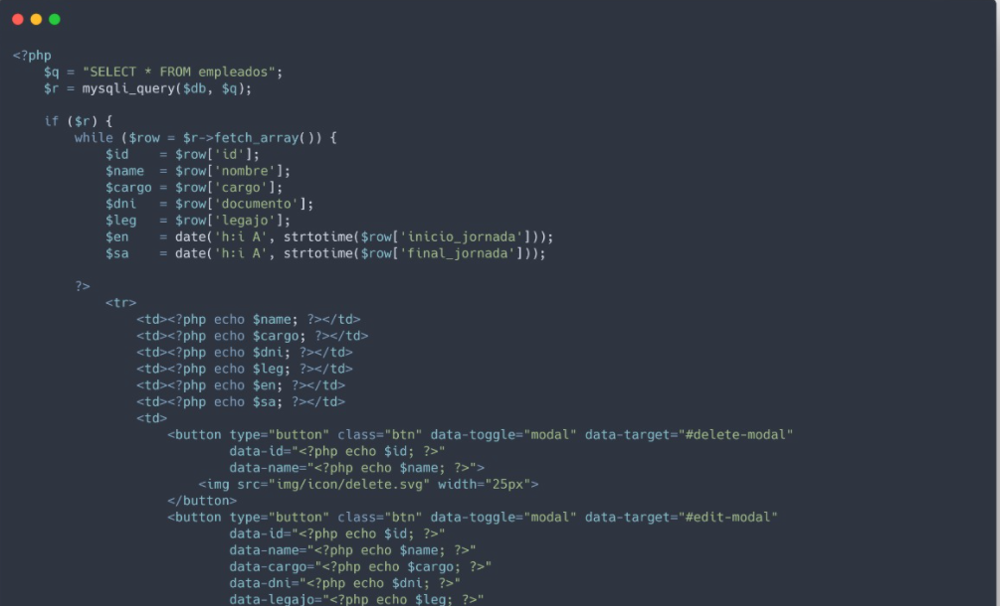 <?php
    $q = "SELECT * FROM empleados";
    $r = mysqli_query($db, $q);

    if ($r) {
        while ($row = $r->fetch_array()) {
            $id    = $row['id'];
            $name  = $row['nombre'];
            $cargo = $row['cargo'];
            $dni   = $row['documento'];
            $leg   = $row['legajo'];
            $en    = date('h:i A', strtotime($row['inicio_jornada']));
            $sa    = date('h:i A', strtotime($row['final_jornada']));

        ?>
            <tr>
                <td><?php echo $name; ?></td>
                <td><?php echo $cargo; ?></td>
                <td><?php echo $dni; ?></td>
                <td><?php echo $leg; ?></td>
                <td><?php echo $en; ?></td>
                <td><?php echo $sa; ?></td>
                <td>
                    <button type="button" class="btn" data-toggle="modal" data-target="#delete-modal"
                            data-id="<?php echo $id; ?>"
                            data-name="<?php echo $name; ?>">
                        <img src="img/icon/delete.svg" width="25px">
                    </button>
                    <button type="button" class="btn" data-toggle="modal" data-target="#edit-modal"
                            data-id="<?php echo $id; ?>"
                            data-name="<?php echo $name; ?>"
                            data-cargo="<?php echo $cargo; ?>"
                            data-dni="<?php echo $dni; ?>"
                            data-legajo="<?php echo $leg; ?>"